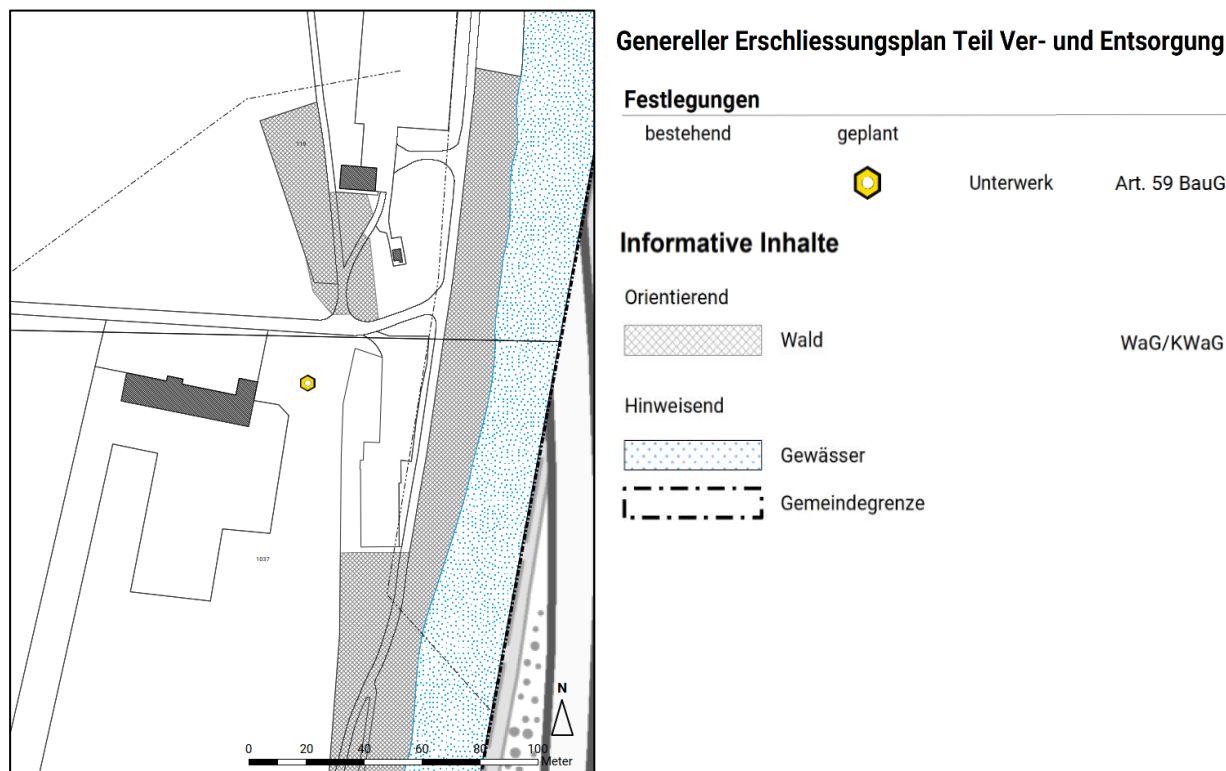 Genereller Erschliessungsplan Teil Ver- und Entsorgung
Festlegungen
bestehend geplant
Unterwerk Art. 59 BauG
Informative Inhalte
Orientierend
Wald WaG/KWaG
Hinweisend
Gewässer
Gemeindegrenze
719
1037
N
0 20 40 60 80 100
Meter